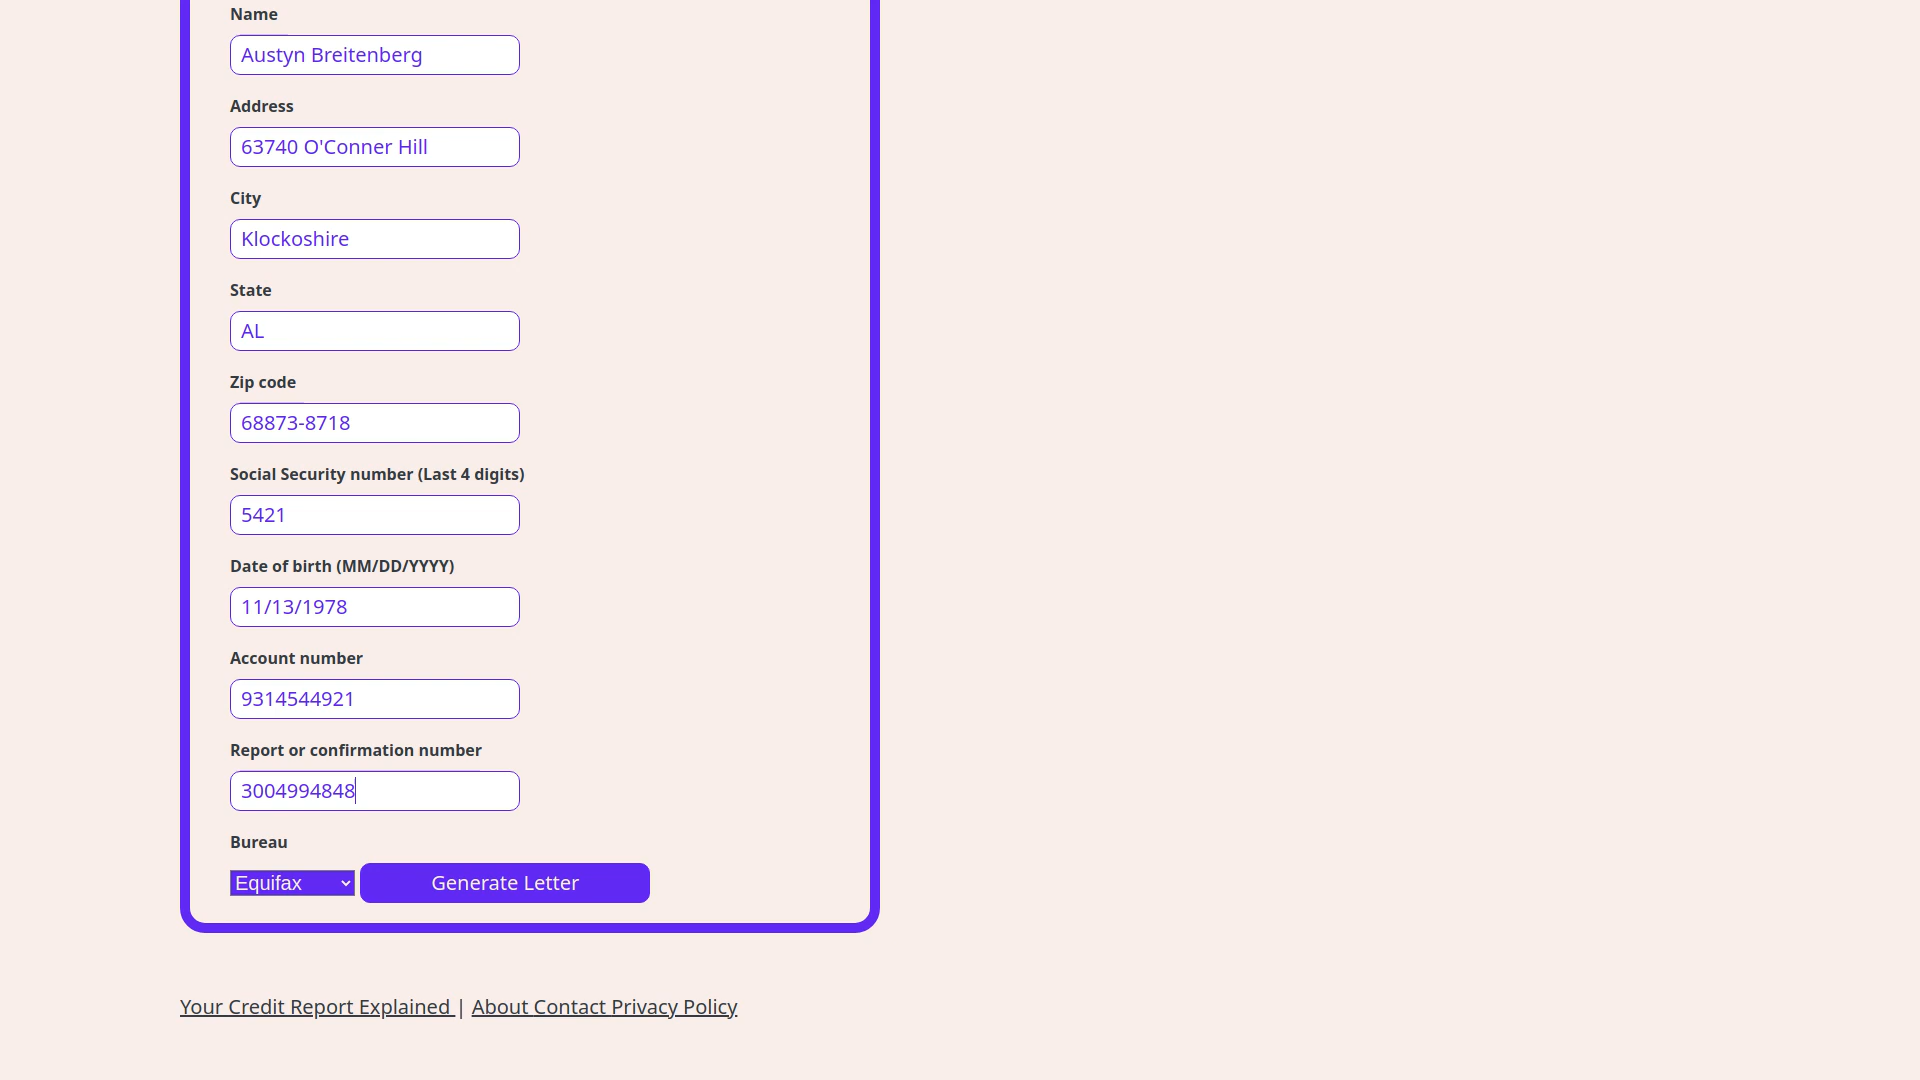 Name
Austyn Breitenberg
Address
63740 O'Conner Hill
City
Klockoshire
State
AL
Zip code
68873-8718
Social Security number (Last 4 digits)
5421
Date of birth (MM/DD/YYYY)
11/13/1978
Account number
9314544921
Report or confirmation number
3004994848
Bureau
Equifax Generate Letter
Your Credit Report Explained | About Contact Privacy Policy